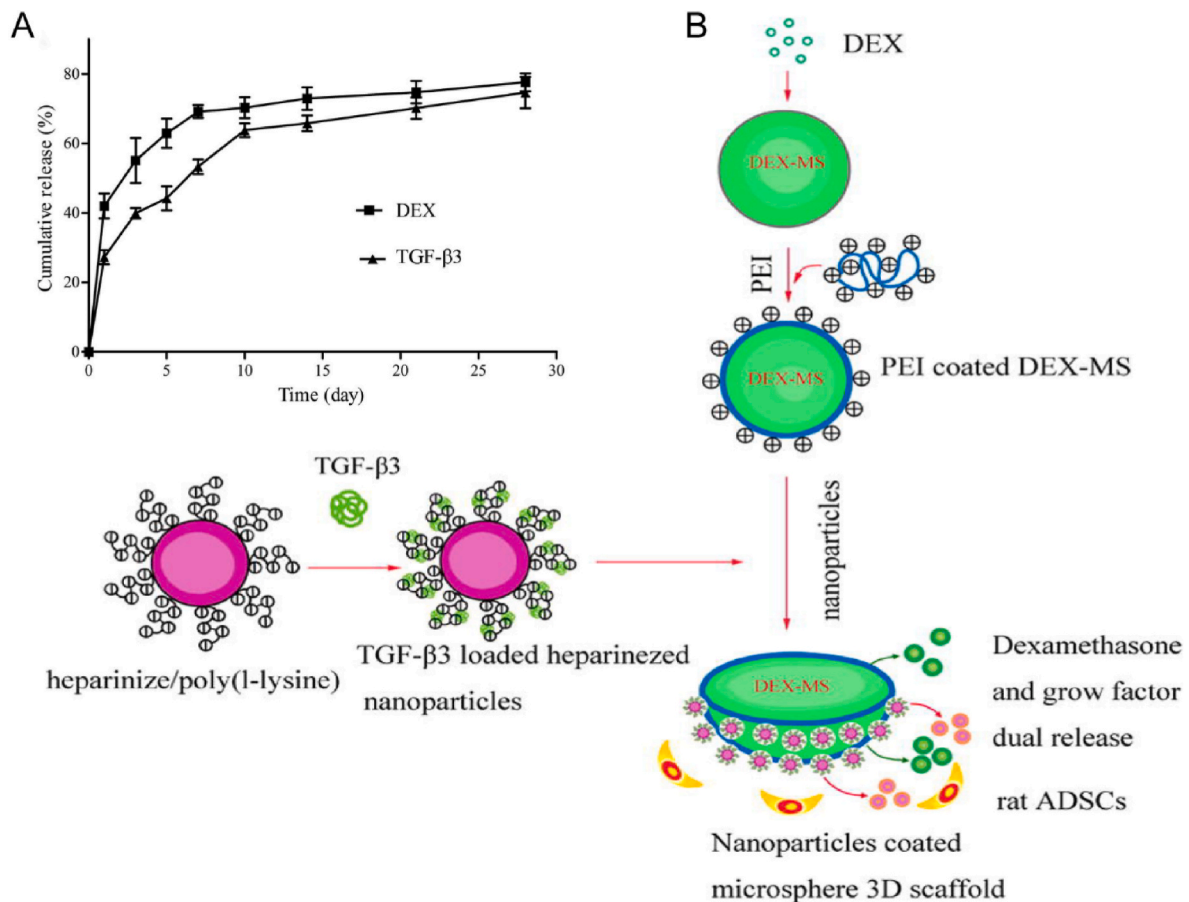 A
Cumulative release (%)
80
60
40
20
0
0 5 10 15 20 25 30
Time (day)
DEX
TGF-β3
B
DEX
DEX-MS
PEI
DEX-MS
PEI coated DEX-MS
TGF-β3
heparinize/poly(l-lysine)
TGF-β3 loaded heparinezed
nanoparticles
nanoparticles
DEX-MS
Dexamethasone
and grow factor
dual release
rat ADSCs
Nanoparticles coated
microsphere 3D scaffold